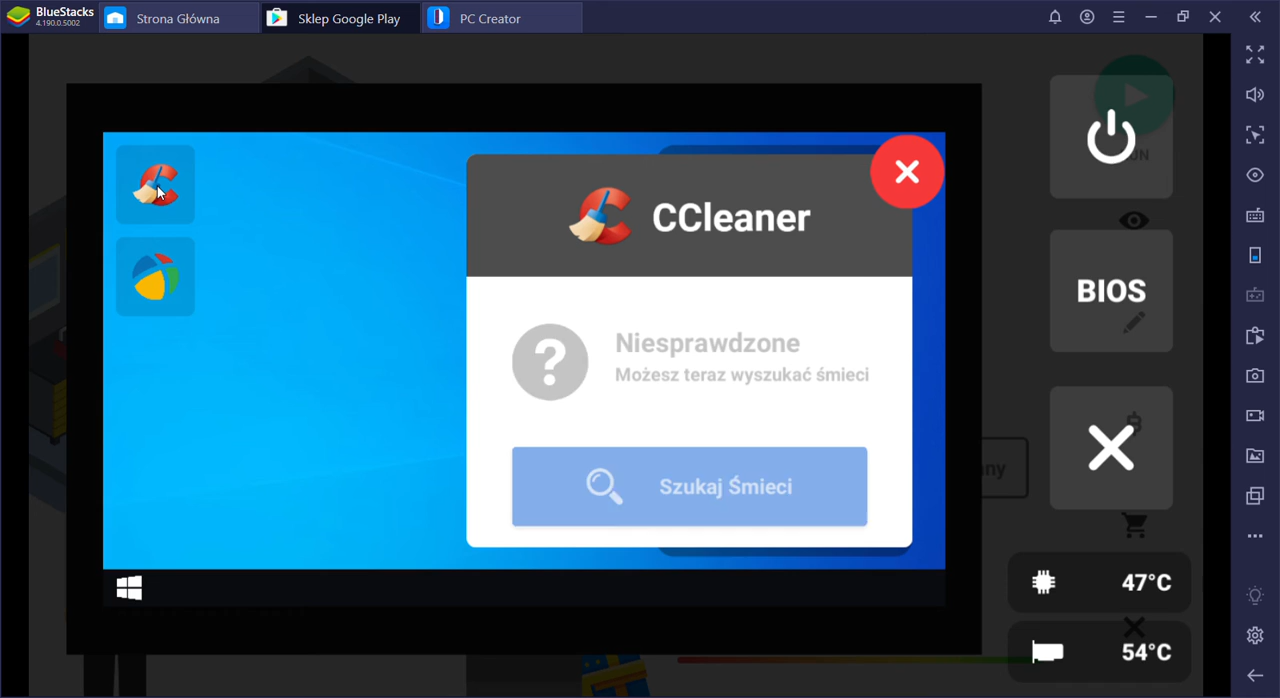 BlueStacks
4.190.0.5002
Strona Główna
Sklep Google Play
PC Creator
CCleaner
Niesprawdzone
Możesz teraz wyszukać śmieci
Szukaj Śmieci
BIOS
47°C
54°C